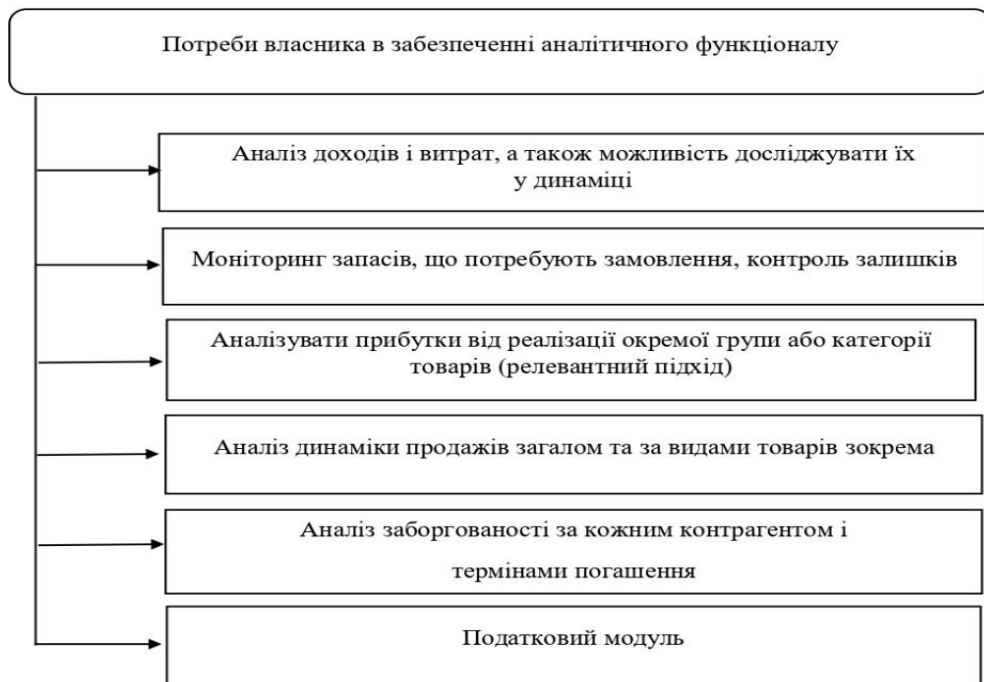 Потреби власника в забезпеченні аналітичного функціоналу
Аналіз доходів і витрат, а також можливість досліджувати їх
у динаміці
Моніторинг запасів, що потребують замовлення, контроль залишків
Аналізувати прибутки від реалізації окремої групи або категорії
товарів (релевантний підхід)
Аналіз динаміки продажів загалом та за видами товарів зокрема
Аналіз заборгованості за кожним контрагентом і
термінами погашення
Податковий модуль